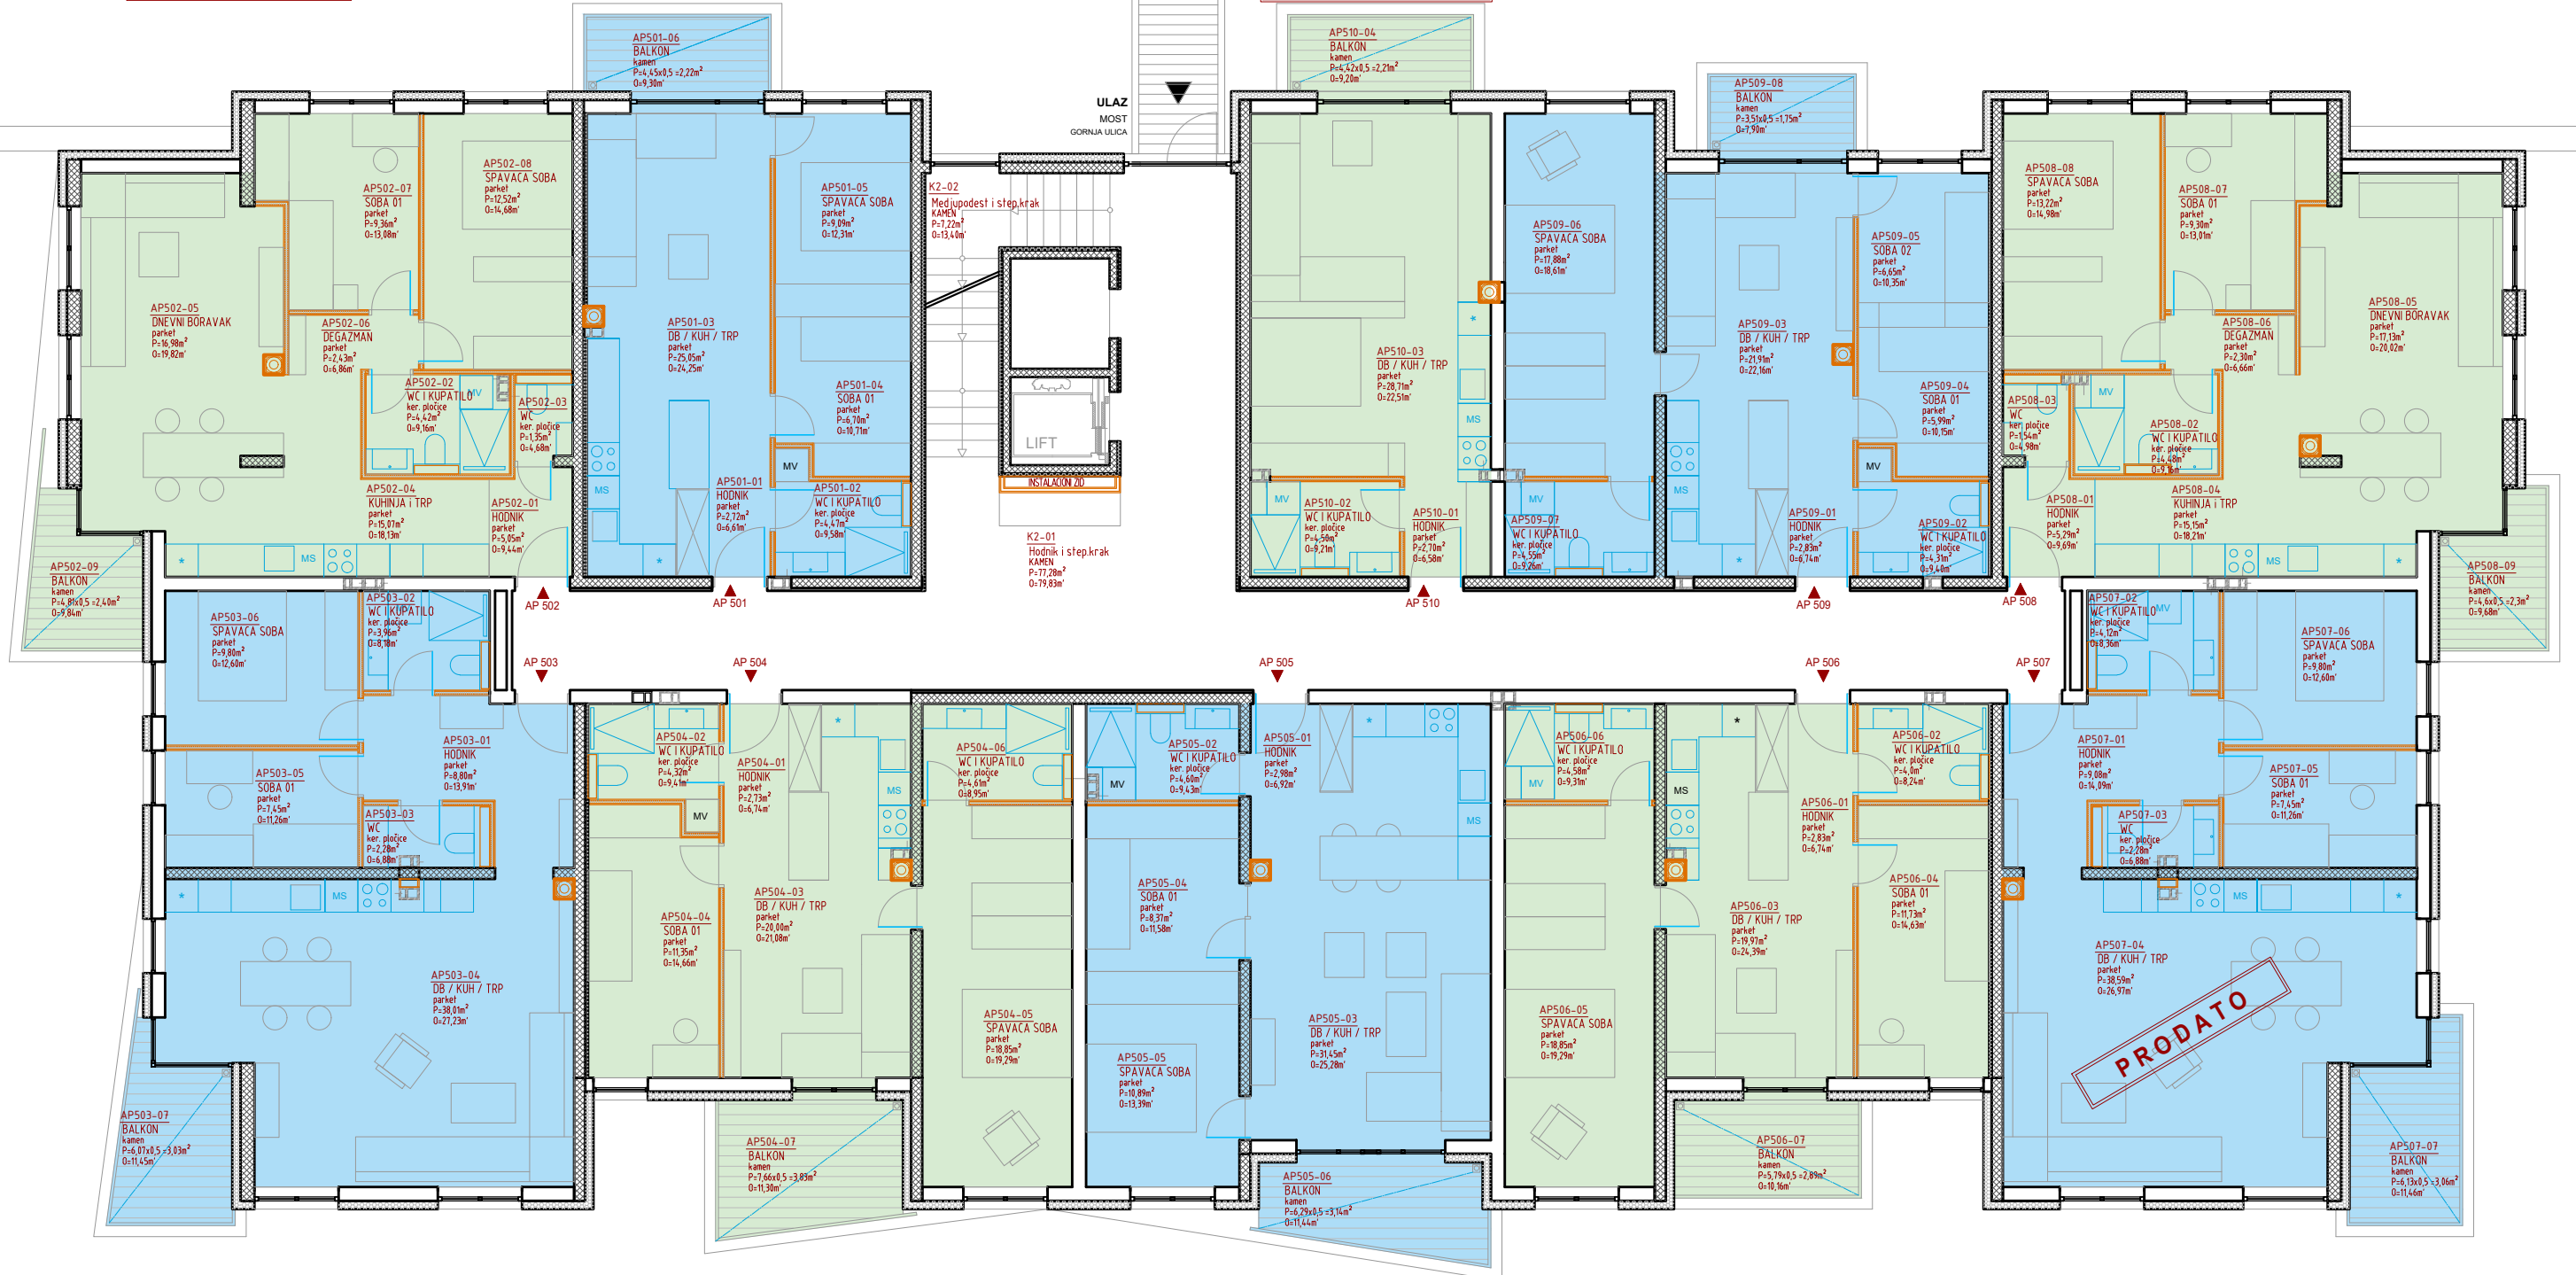 AP501-06
BALKON
kamen
P=4,45x0,5 =2,22m²
O=9,30m'
AP510-04
BALKON
kamen
P=4,42x0,5 =2,21m²
O=9,20m'
AP509-08
BALKON
kamen
P=3,51x0,5 =1,75m²
O=7,90m'
ULAZ
MOST
GORNJA ULICA
AP502-07
SOBA 01
parket
P=9,36m²
O=13,08m'
AP502-08
SPAVACA SOBA
parket
P=12,52m²
O=14,68m'
AP501-05
SPAVACA SOBA
parket
P=9,09m²
O=12,31m'
K2-02
Medjupodest i step.krak
KAMEN
P=7,22m²
O=13,40m'
AP509-06
SPAVACA SOBA
parket
P=17,88m²
O=18,61m'
AP509-05
SOBA 02
parket
P=6,65m²
O=10,35m'
AP508-08
SPAVACA SOBA
parket
P=13,22m²
O=14,98m'
AP508-07
SOBA 01
parket
P=9,30m²
O=13,01m'
AP502-05
DNEVNI BORAVAK
parket
P=16,98m²
O=19,82m'
AP502-06
DEGAZMAN
parket
P=2,43m²
O=6,86m'
AP501-03
DB / KUH / TRP
parket
P=25,05m²
O=24,25m'
AP510-03
DB / KUH / TRP
parket
P=28,71m²
O=22,51m'
AP509-03
DB / KUH / TRP
parket
P=21,91m²
O=22,16m'
AP508-06
DEGAZMAN
parket
P=2,30m²
O=6,66m'
AP508-05
DNEVNI BORAVAK
parket
P=17,13m²
O=20,02m'
AP502-02
WC I KUPATILO
ker. pločice
P=4,42m²
O=9,16m'
MV
AP502-03
WC
ker. pločice
P=1,35m²
O=4,68m'
AP501-04
SOBA 01
parket
P=6,70m²
O=10,71m'
LIFT
INSTALACIONI ZID
MS
AP509-04
SOBA 01
parket
P=5,99m²
O=10,15m'
AP508-03
WC
ker. pločice
P=1,54m²
O=4,98m'
MV
AP508-02
WC I KUPATILO
ker. pločice
P=4,48m²
O=9,16m'
AP502-04
KUHINJA i TRP
parket
P=15,07m²
O=18,13m'
MS
AP502-01
HODNIK
parket
P=5,05m²
O=9,44m'
MS
AP501-01
HODNIK
parket
P=2,72m²
O=6,61m'
MV
AP501-02
WC I KUPATILO
ker. pločice
P=4,47m²
O=9,58m'
K2-01
Hodnik i step.krak
KAMEN
P=77,28m²
O=79,83m'
MV
AP510-02
WC I KUPATILO
ker. pločice
P=4,50m²
O=9,21m'
AP510-01
HODNIK
parket
P=2,70m²
O=6,58m'
MV
AP509-07
WC I KUPATILO
ker. pločice
P=4,55m²
O=9,26m'
MS
AP509-01
HODNIK
parket
P=2,83m²
O=6,74m'
MV
AP509-02
WC I KUPATILO
ker. pločice
P=4,31m²
O=9,40m'
AP508-01
HODNIK
parket
P=5,29m²
O=9,69m'
AP508-04
KUHINJA i TRP
parket
P=15,15m²
O=18,21m'
MS
AP502-09
BALKON
kamen
P=4,81x0,5 =2,40m²
O=9,84m'
AP508-09
BALKON
kamen
P=4,6x0,5 =2,3m²
O=9,68m'
AP 502
AP 501
AP 510
AP 509
AP 508
AP503-06
SPAVACA SOBA
parket
P=9,80m²
O=12,60m'
AP503-02
WC I KUPATILO
ker. pločice
P=3,96m²
O=8,18m'
AP507-02
WC I KUPATILO
ker. pločice
P=4,12m²
O=8,36m'
MV
AP507-06
SPAVACA SOBA
parket
P=9,80m²
O=12,60m'
AP 503
AP 504
AP 505
AP 506
AP 507
AP503-01
HODNIK
parket
P=8,80m²
O=13,91m'
AP503-05
SOBA 01
parket
P=7,45m²
O=11,26m'
AP503-03
WC
ker. pločice
P=2,28m²
O=6,88m'
AP504-02
WC I KUPATILO
ker. pločice
P=4,32m²
O=9,41m'
MV
AP504-01
HODNIK
parket
P=2,73m²
O=6,74m'
MS
AP504-06
WC I KUPATILO
ker. pločice
P=4,61m²
O=8,95m'
MV
AP505-02
WC I KUPATILO
ker. pločice
P=4,60m²
O=9,43m'
AP505-01
HODNIK
parket
P=2,98m²
O=6,92m'
MS
AP506-06
WC I KUPATILO
ker. pločice
P=4,58m²
O=9,31m'
MV
MS
AP506-01
HODNIK
parket
P=2,83m²
O=6,74m'
AP506-02
WC I KUPATILO
ker. pločice
P=4,0m²
O=8,24m'
AP507-01
HODNIK
parket
P=9,08m²
O=14,09m'
AP507-05
SOBA 01
parket
P=7,45m²
O=11,26m'
AP507-03
WC
ker. pločice
P=2,28m²
O=6,88m'
MS
AP504-04
SOBA 01
parket
P=11,35m²
O=14,66m'
AP504-03
DB / KUH / TRP
parket
P=20,00m²
O=21,08m'
AP505-04
SOBA 01
parket
P=8,37m²
O=11,58m'
AP506-03
DB / KUH / TRP
parket
P=19,97m²
O=24,39m'
AP506-04
SOBA 01
parket
P=11,73m²
O=14,63m'
MS
AP503-04
DB / KUH / TRP
parket
P=38,01m²
O=27,23m'
AP507-04
DB / KUH / TRP
parket
P=38,59m²
O=26,97m'
PRODATO
AP504-05
SPAVACA SOBA
parket
P=18,85m²
O=19,29m'
AP505-05
SPAVACA SOBA
parket
P=10,89m²
O=13,39m'
AP505-03
DB / KUH / TRP
parket
P=31,45m²
O=25,28m'
AP506-05
SPAVACA SOBA
parket
P=18,85m²
O=19,29m'
AP503-07
BALKON
kamen
P=6,07x0,5 =3,03m²
O=11,45m'
AP504-07
BALKON
kamen
P=7,66x0,5 =3,83m²
O=11,30m'
AP505-06
BALKON
kamen
P=6,29x0,5 =3,14m²
O=11,44m'
AP506-07
BALKON
kamen
P=5,79x0,5 =2,89m²
O=10,16m'
AP507-07
BALKON
kamen
P=6,13x0,5 =3,06m²
O=11,46m'